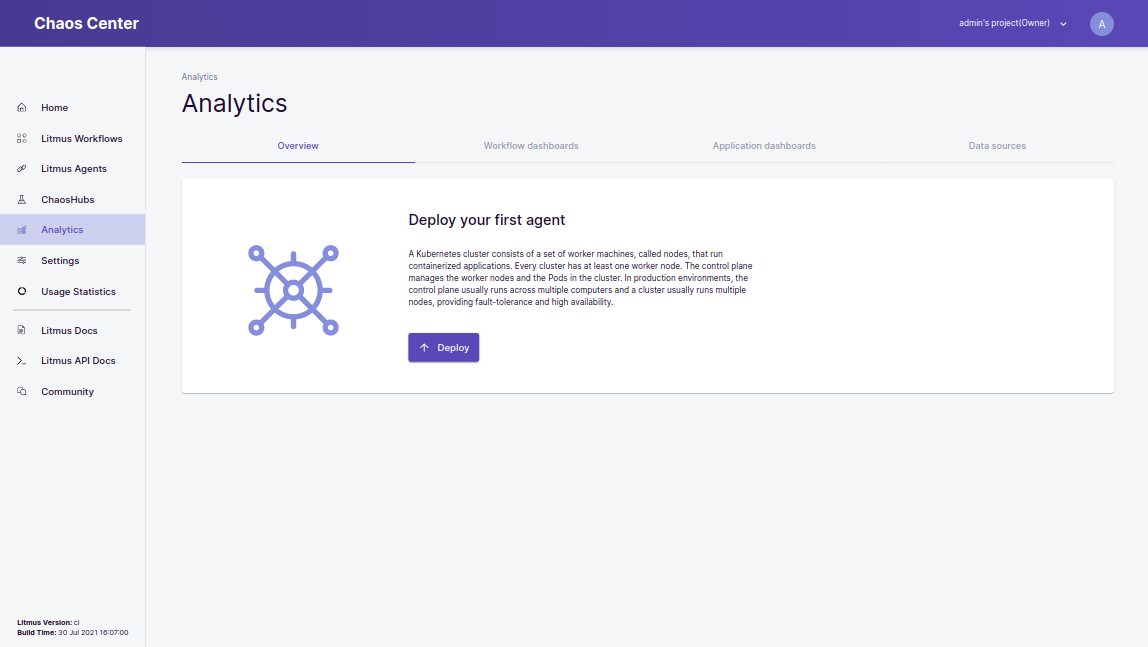 Chaos Center
admin's project(Owner)
A
Home
Litmus Workflows
Litmus Agents
ChaosHubs
Analytics
Settings
Usage Statistics
Litmus Docs
Litmus API Docs
Community
Litmus Version: ci
Build Time: 30 Jul 2021 16:07:00
Analytics
Analytics
Overview
Workflow dashboards
Application dashboards
Data sources
Deploy your first agent
A Kubernetes cluster consists of a set of worker machines, called nodes, that run
containerized applications. Every cluster has at least one worker node. The control plane
manages the worker nodes and the Pods in the cluster. In production environments, the
control plane usually runs across multiple computers and a cluster usually runs multiple
nodes, providing fault-tolerance and high availability.
Deploy